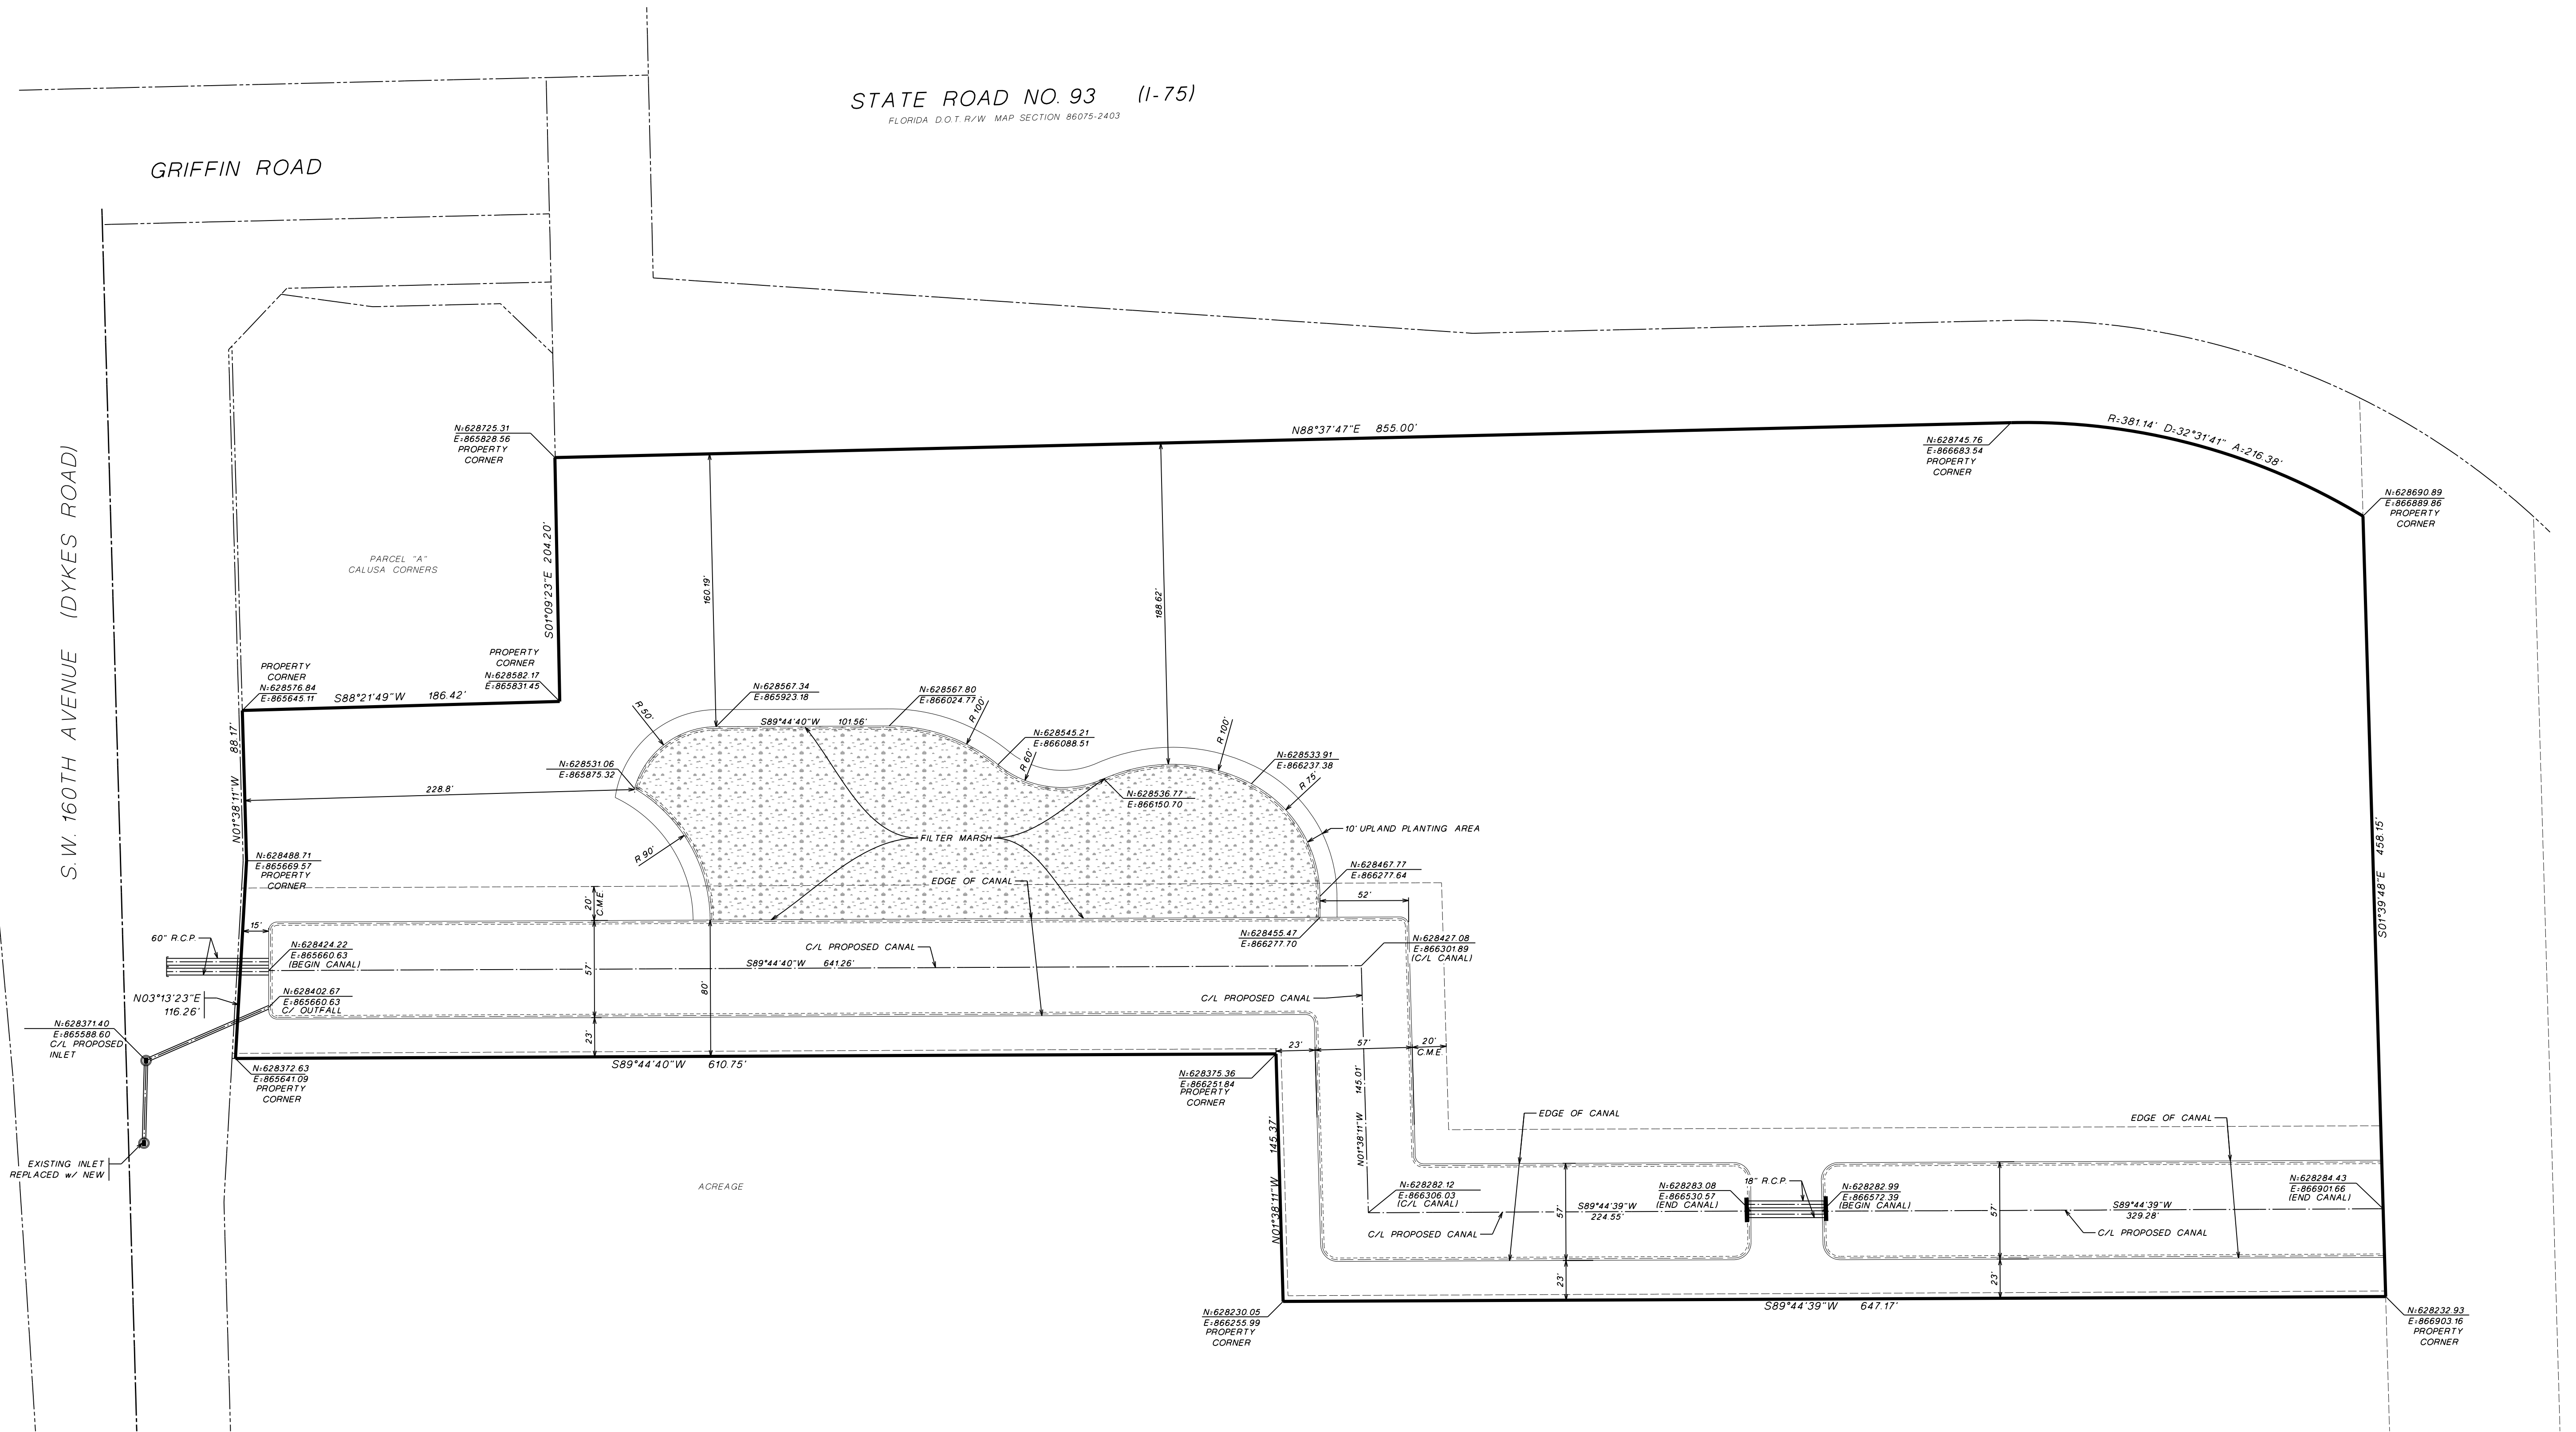 STATE ROAD NO. 93 (I-75)
FLORIDA D.O.T. R/W MAP SECTION 86075-2403
GRIFFIN ROAD
S.W. 160TH AVENUE (DYKES ROAD)
N=628725.31
E=865828.56
PROPERTY
CORNER
N88°37'47"E 855.00'
N=628745.76
E=866683.54
PROPERTY
CORNER
R=381.14' D=32°31'41" A=216.38'
N=628690.89
E=866889.86
PROPERTY
CORNER
PARCEL "A"
CALUSA CORNERS
S01°09'23"E 204.20'
160.19'
188.62'
PROPERTY
CORNER
N=628576.84
E=865645.11
S88°21'49"W 186.42'
PROPERTY
CORNER
N=628582.17
E=865831.45
N01°38'11"W 88.17'
R 50'
N=628567.34
E=865923.18
S89°44'40"W 101.56'
N=628567.80
E=866024.77
R 100'
N=628545.21
E=866088.51
R 60'
R 100'
N=628533.91
E=866237.38
R 75'
N=628531.06
E=865875.32
228.8'
N=628536.77
E=866150.70
FILTER MARSH
10' UPLAND PLANTING AREA
R 90'
N=628488.71
E=865669.57
PROPERTY
CORNER
EDGE OF CANAL
N=628467.77
E=866277.64
52'
20'
C.M.E.
S01°39'48"E 458.15'
15'
60" R.C.P.
N=628424.22
E=865660.63
(BEGIN CANAL)
C/L PROPOSED CANAL
S89°44'40"W 641.26'
N=628455.47
E=866277.70
N=628427.08
E=866301.89
(C/L CANAL)
57'
80'
N03°13'23"E
116.26'
N=628402.67
E=865660.63
C/ OUTFALL
C/L PROPOSED CANAL
N=628371.40
E=865588.60
C/L PROPOSED
INLET
23'
23'
57'
20'
C.M.E.
S89°44'40"W 610.75'
N=628372.63
E=865641.09
PROPERTY
CORNER
N=628375.36
E=866251.84
PROPERTY
CORNER
N01°38'11"W 145.01'
N01°38'11"W 145.37'
EDGE OF CANAL
EDGE OF CANAL
EXISTING INLET
REPLACED w/ NEW
ACREAGE
N=628282.12
E=866306.03
(C/L CANAL)
57'
S89°44'39"W
224.55'
C/L PROPOSED CANAL
N=628283.08
E=866530.57
(END CANAL)
18" R.C.P.
N=628282.99
E=866572.39
(BEGIN CANAL)
57'
S89°44'39"W
329.28'
C/L PROPOSED CANAL
N=628284.43
E=866901.66
(END CANAL)
23'
23'
S89°44'39"W 647.17'
N=628230.05
E=866255.99
PROPERTY
CORNER
N=628232.93
E=866903.16
PROPERTY
CORNER